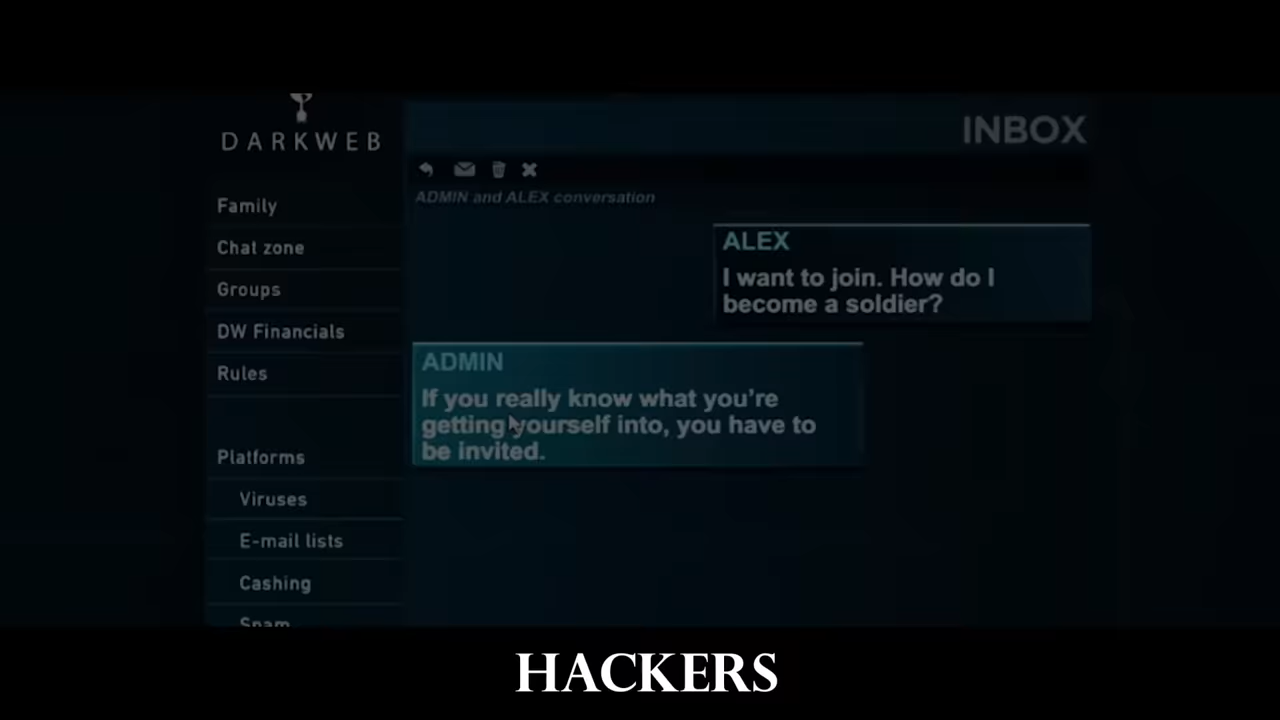 DARKWEB
INBOX
ADMIN and ALEX conversation
Family
Chat zone
Groups
DW Financials
Rules
Platforms
Viruses
E-mail lists
Cashing
Spam
ALEX
I want to join. How do I
become a soldier?
ADMIN
If you really know what you're
getting yourself into, you have to
be invited.
HACKERS